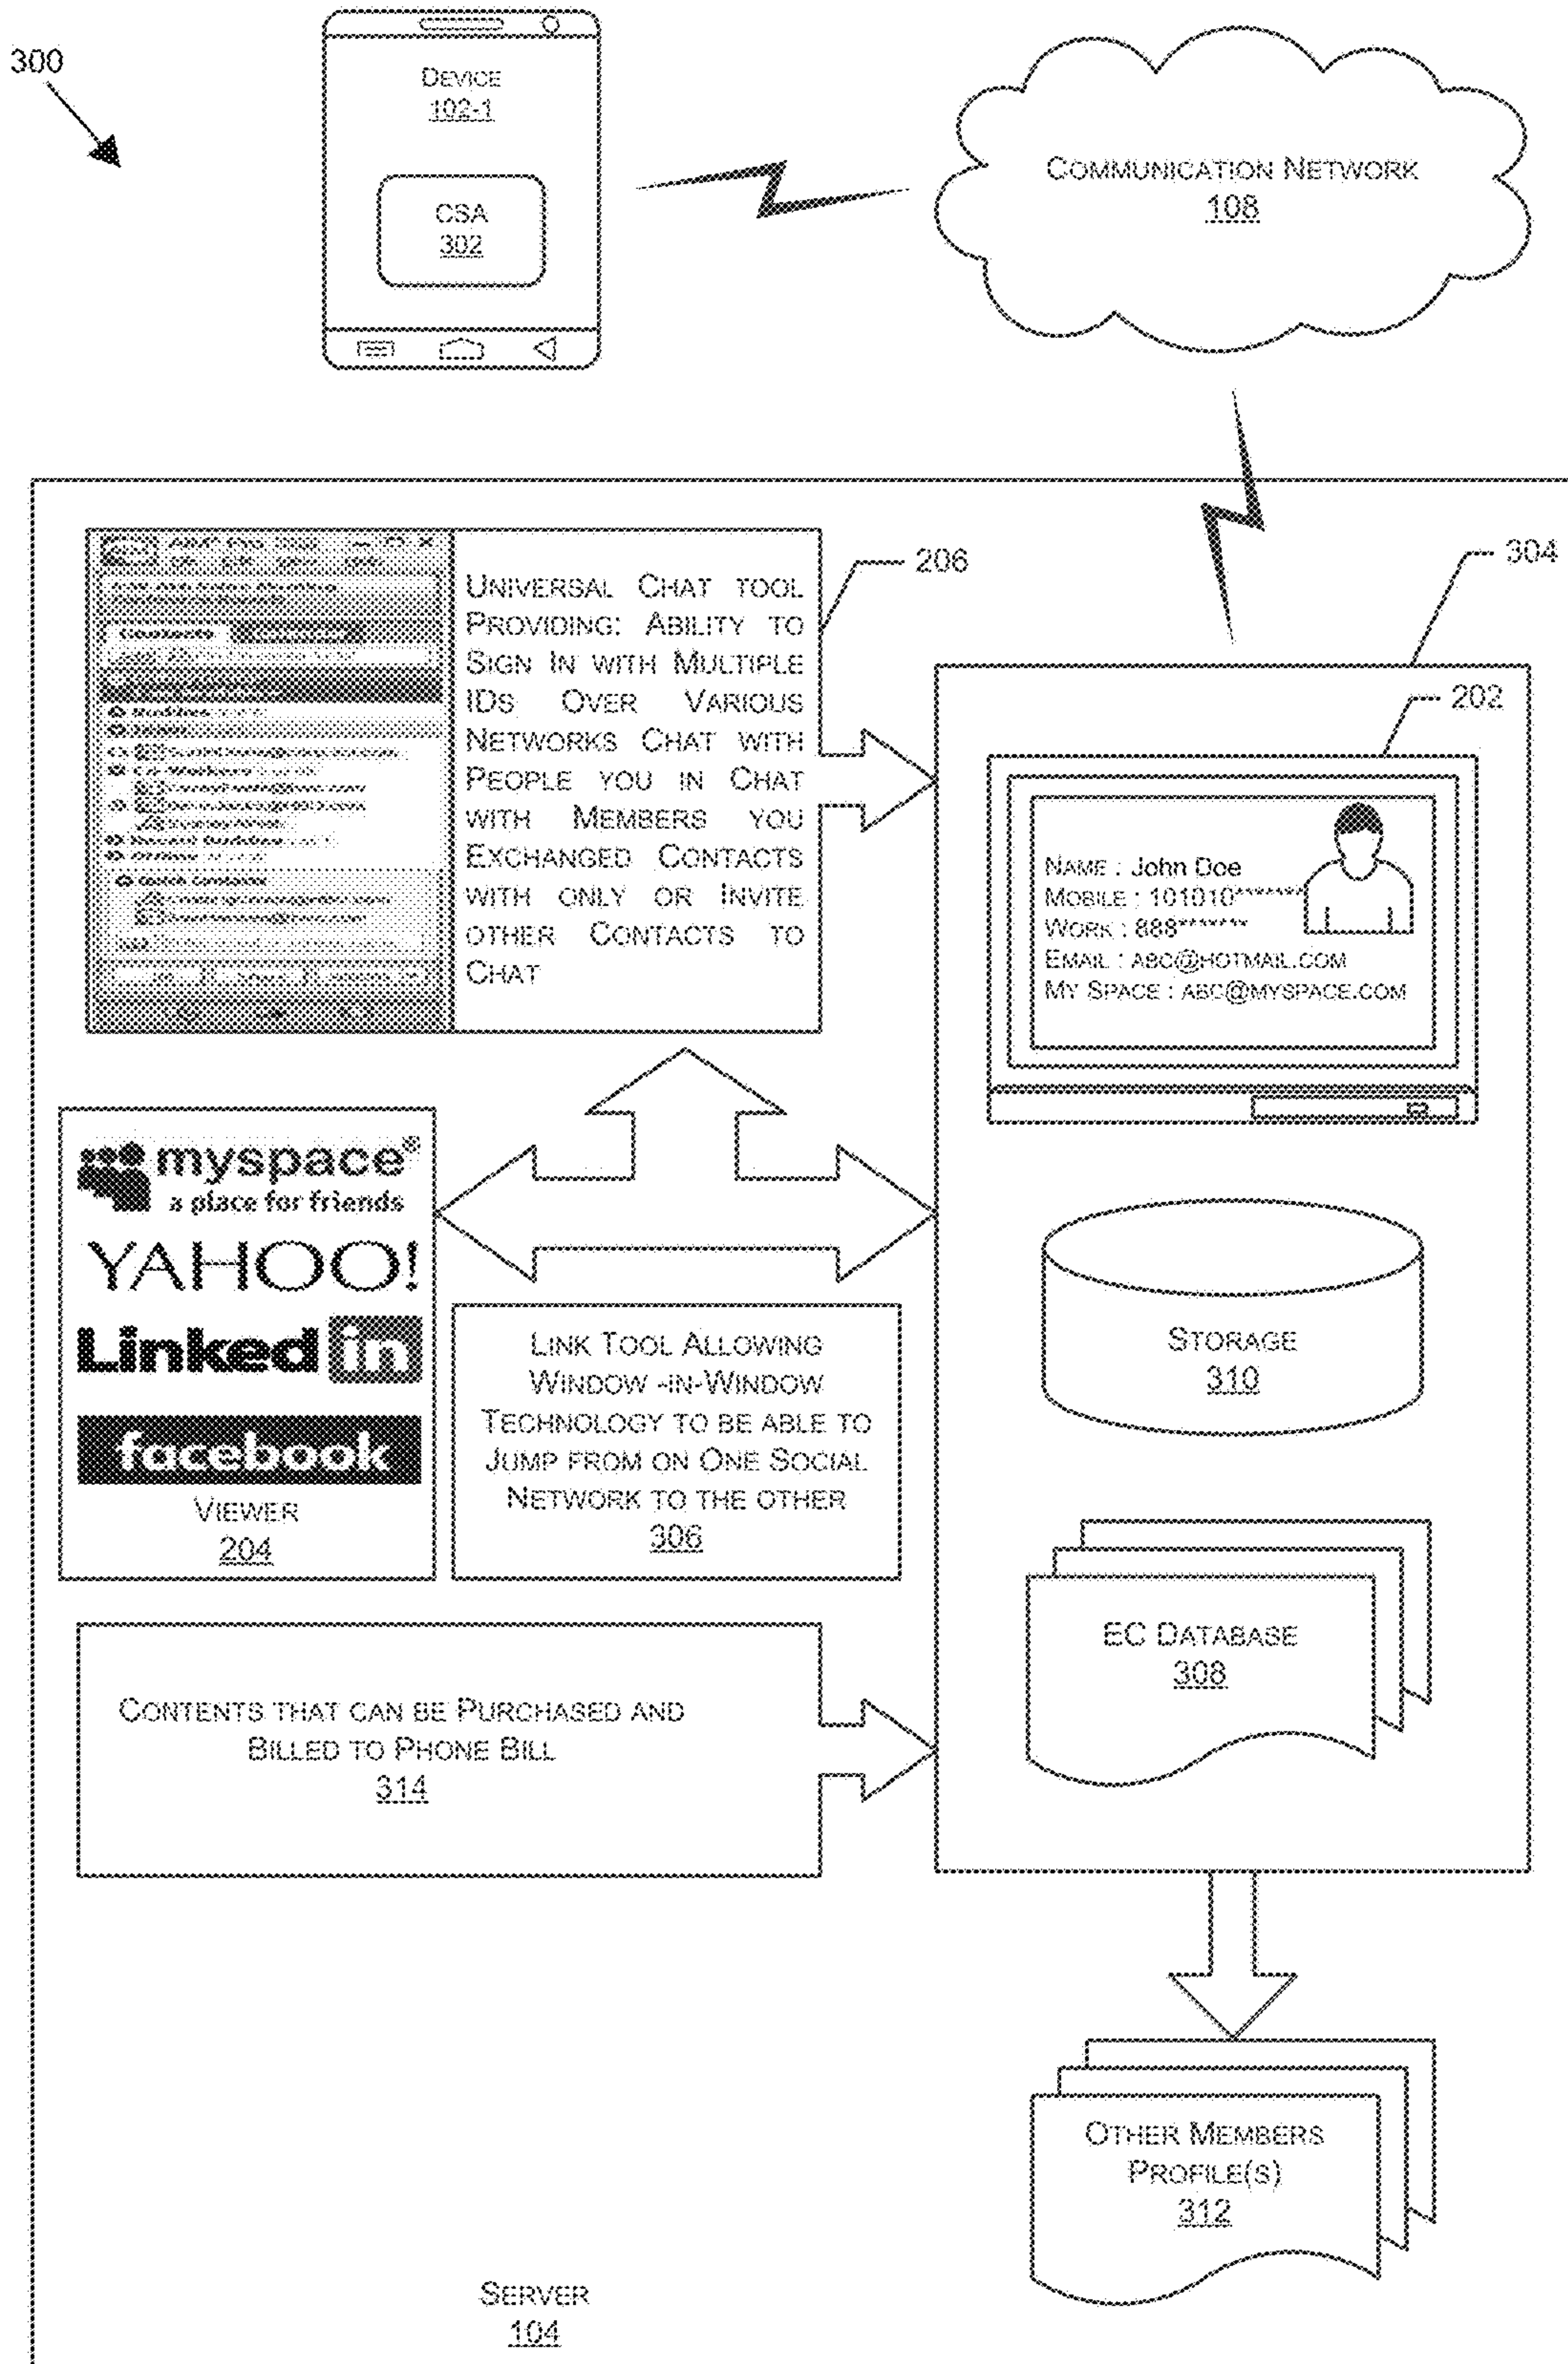 300
DEVICE
102-1
CSA
302
COMMUNICATION NETWORK
108
206
UNIVERSAL CHAT TOOL
PROVIDING: ABILITY TO
SIGN IN WITH MULTIPLE
IDS OVER VARIOUS
NETWORKS CHAT WITH
PEOPLE YOU IN CHAT
WITH MEMBERS YOU
EXCHANGED CONTACTS
WITH ONLY OR INVITE
OTHER CONTACTS TO
CHAT
Contacts
304
202
NAME : John Doe
MOBILE : 101010********
WORK : 888*******
EMAIL : ABC@HOTMAIL.COM
MY SPACE : ABC@MYSPACE.COM
myspace®
a place for friends
YAHOO!
Linked in
facebook
VIEWER
204
LINK TOOL ALLOWING
WINDOW -IN-WINDOW
TECHNOLOGY TO BE ABLE TO
JUMP FROM ON ONE SOCIAL
NETWORK TO THE OTHER
306
STORAGE
310
EC DATABASE
308
CONTENTS THAT CAN BE PURCHASED AND
BILLED TO PHONE BILL
314
OTHER MEMBERS
PROFILE(S)
312
SERVER
104